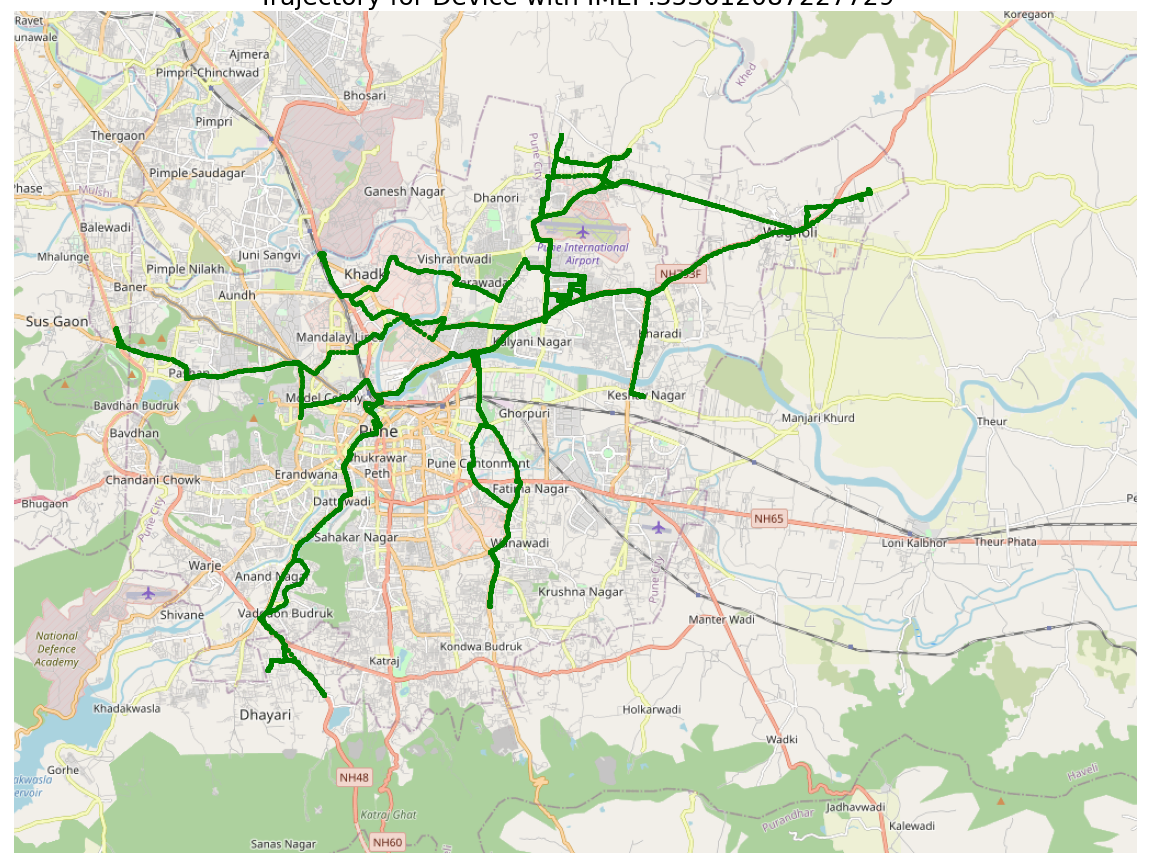 Trajectory for Device with IMEI :355612087227729
Ravet
Koregaon
unawale
Ajmera
Pimpri-Chinchwad
Khed
Bhosari
Pimpri
Thergaon
Pune City
Pimple Saudagar
Phase
Mulshi
Ganesh Nagar
Dhanori
Balewadi
Wagholi
Pune International
Airport
Juni Sangvi
Mhalunge
Vishrantwadi
Pimple Nilakh
Khadki
Baner
Yerawada
NH753F
Aundh
Sus Gaon
Mandalay Lines
Kharadi
Kalyani Nagar
Pashan
Model Colony
Keshav Nagar
Bavdhan Budruk
Ghorpuri
Manjari Khurd
Theur
Pune
Bavdhan
Shukrawar
Peth
Pune Cantonment
Erandwana
Chandani Chowk
Fatima Nagar
Bhugaon
Dattawadi
Pe
NH65
Pune City
Sahakar Nagar
Wanawadi
Loni Kalbhor
Theur Phata
Warje
Anand Nagar
Pune City
Krushna Nagar
Shivane
Vadgaon Budruk
Manter Wadi
National
Defence
Academy
Kondwa Budruk
Katraj
Khadakwasla
Dhayari
Holkarwadi
Wadki
Gorhe
NH48
Haveli
akwasla
ervoir
Jadhavwadi
Katraj Ghat
Purandhar
Kalewadi
Sanas Nagar
NH60